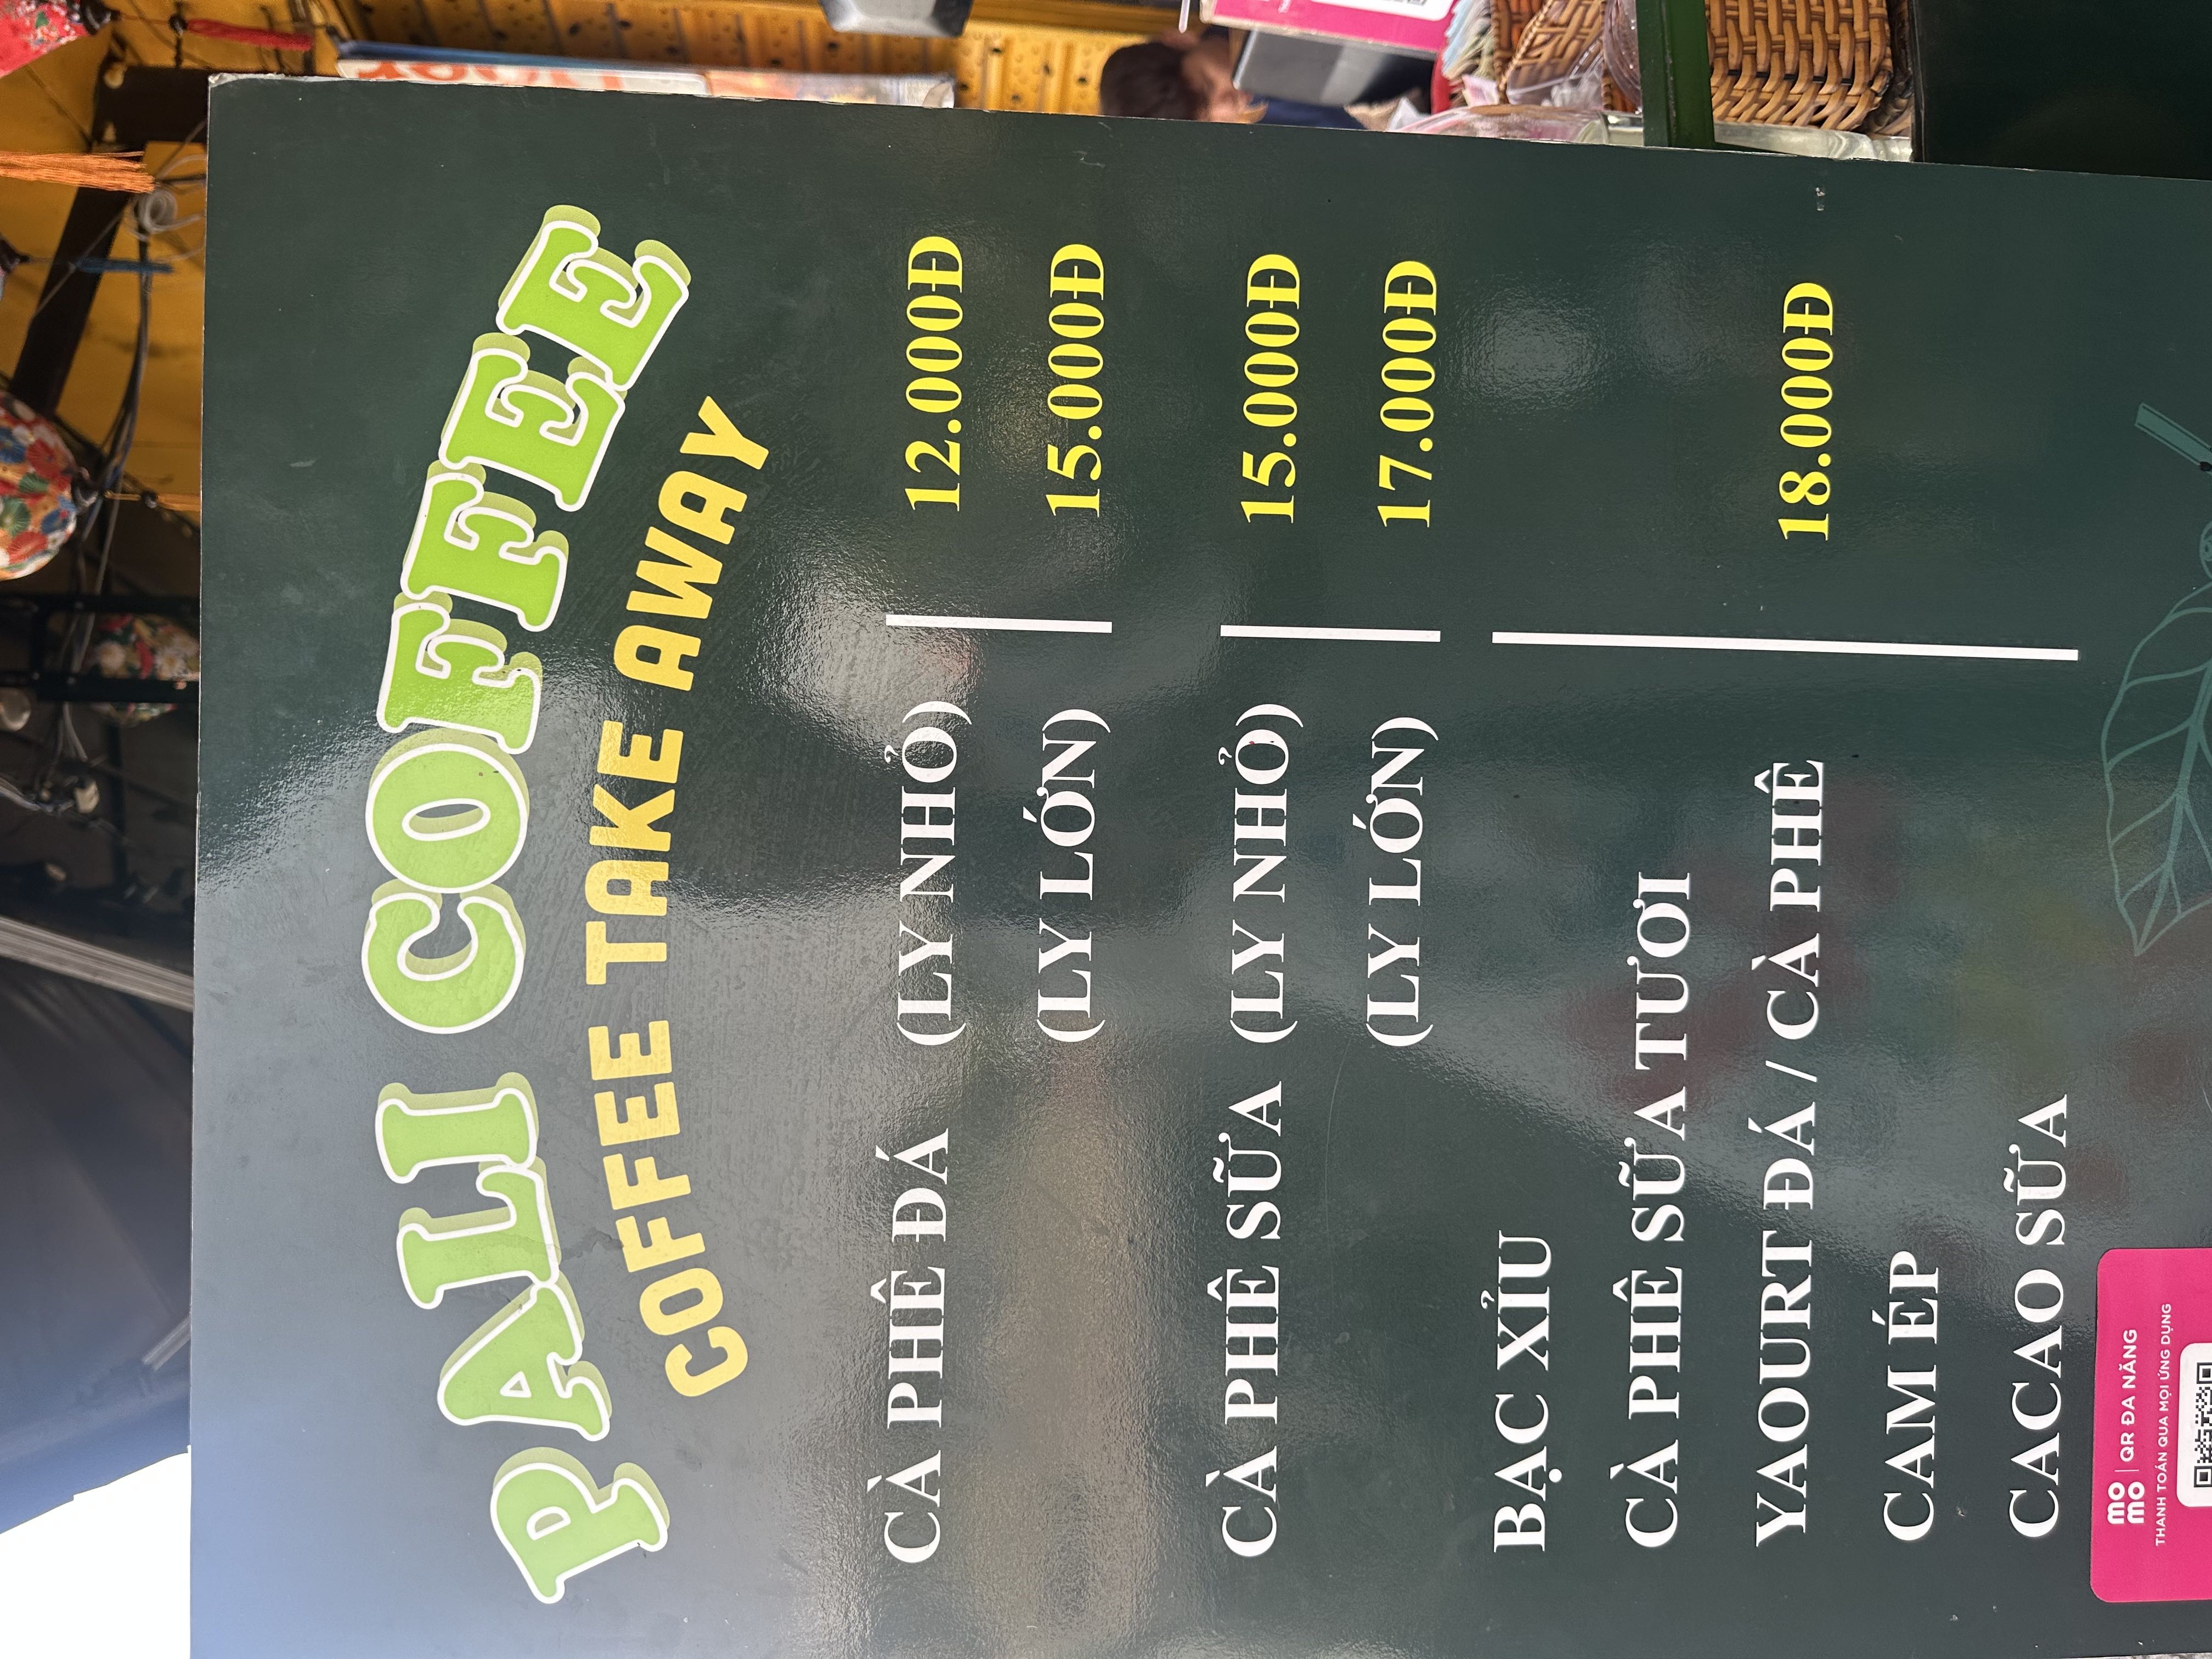 PALI COFFEE
COFFEE TAKE AWAY
CÀ PHÊ ĐÁ (LY NHỎ) 12.000Đ
(LY LỚN) 15.000Đ
CÀ PHÊ SỮA (LY NHỎ) 15.000Đ
(LY LỚN) 17.000Đ
BẠC XỈU
CÀ PHÊ SỮA TƯƠI
YAOURT ĐÁ / CÀ PHÊ 18.000Đ
CAM ÉP
CACAO SỮA
mo mo | QR ĐA NĂNG
THANH TOÁN QUA MỌI ỨNG DỤNG